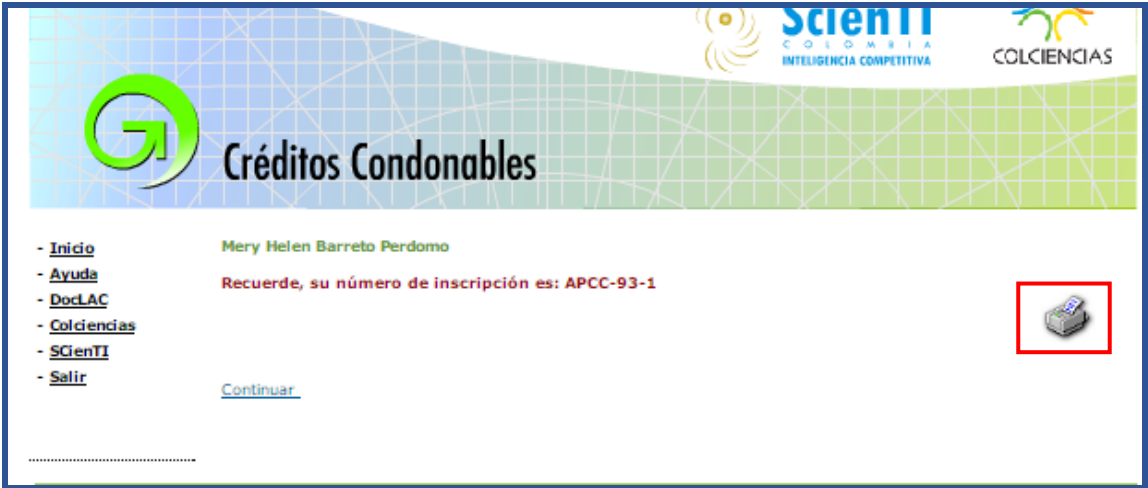 ScienTI
COLOMBIA
INTELIGENCIA COMPETITIVA
COLCIENCIAS
Créditos Condonables
- Inicio
- Ayuda
- DocLAC
- Colciencias
- SCienTI
- Salir
Mery Helen Barreto Perdomo
Recuerde, su número de inscripción es: APCC-93-1
Continuar